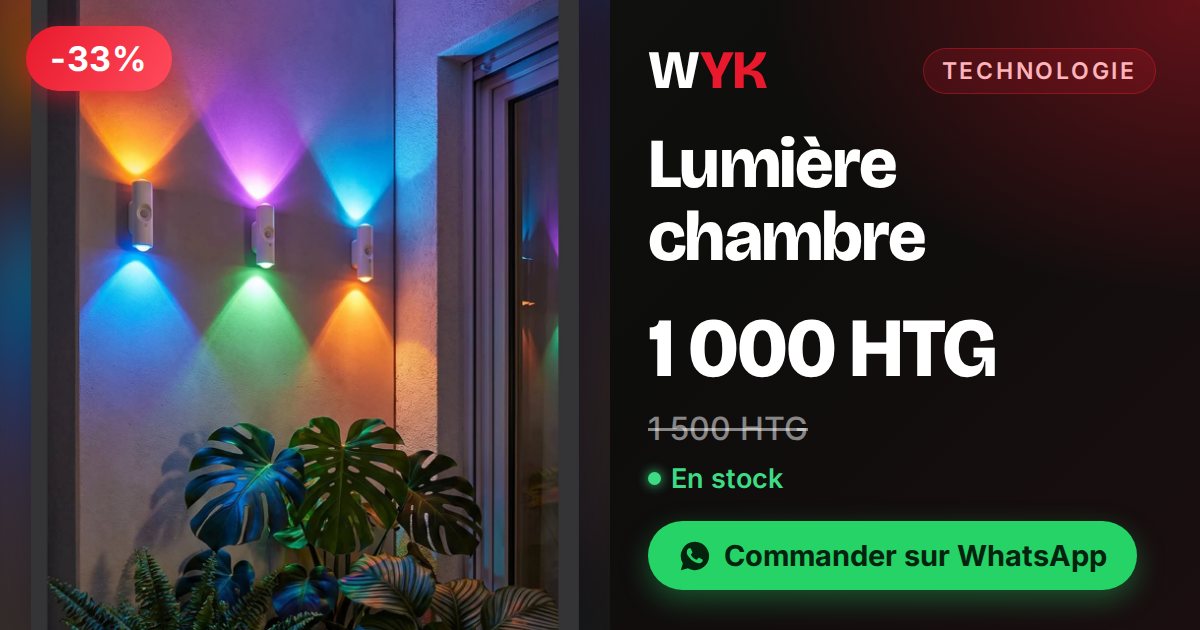 -33%
WYK
TECHNOLOGIE
Lumière
chambre
1 000 HTG
1 500 HTG
En stock
Commander sur WhatsApp